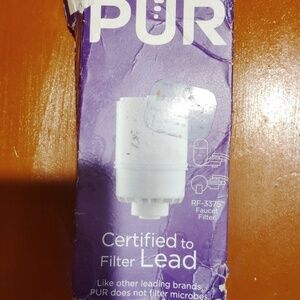 PUR
RF-3375
Faucet
Filter
Certified to
Filter Lead
Like other leading brands,
PUR does not filter microbes